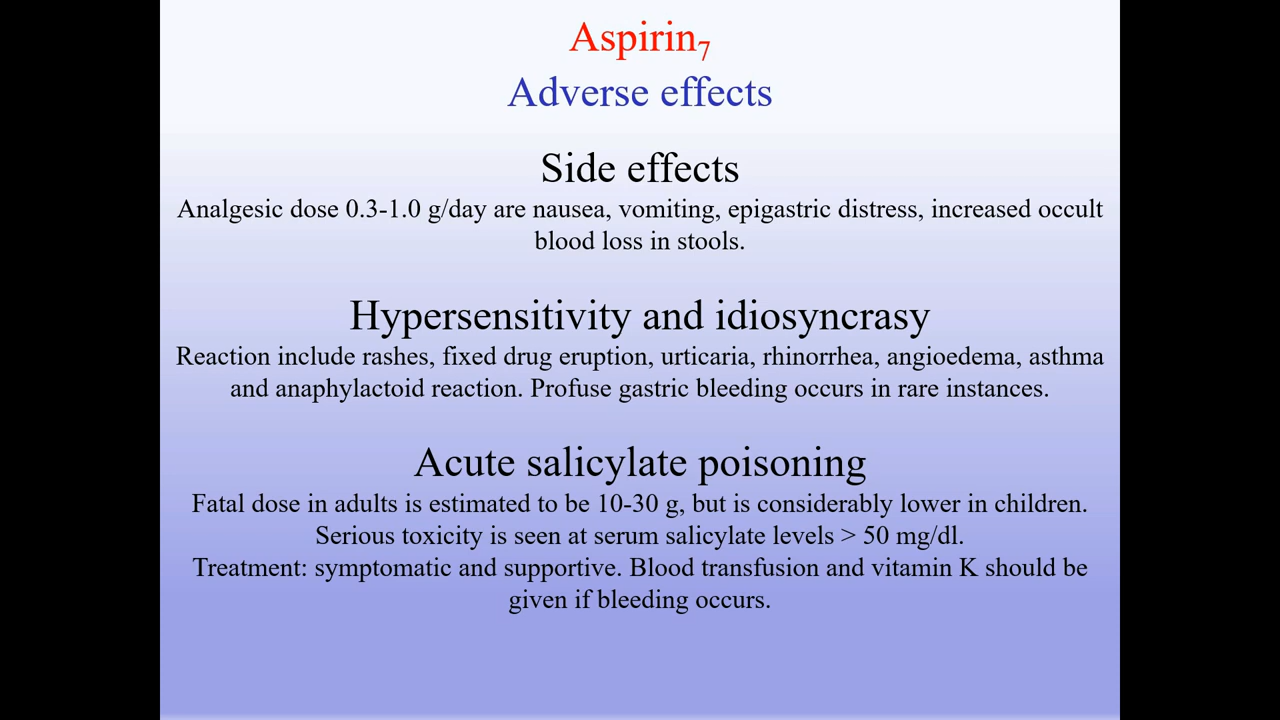 Aspirin7
Adverse effects
Side effects
Analgesic dose 0.3-1.0 g/day are nausea, vomiting, epigastric distress, increased occult
blood loss in stools.
Hypersensitivity and idiosyncrasy
Reaction include rashes, fixed drug eruption, urticaria, rhinorrhea, angioedema, asthma
and anaphylactoid reaction. Profuse gastric bleeding occurs in rare instances.
Acute salicylate poisoning
Fatal dose in adults is estimated to be 10-30 g, but is considerably lower in children.
Serious toxicity is seen at serum salicylate levels > 50 mg/dl.
Treatment: symptomatic and supportive. Blood transfusion and vitamin K should be
given if bleeding occurs.